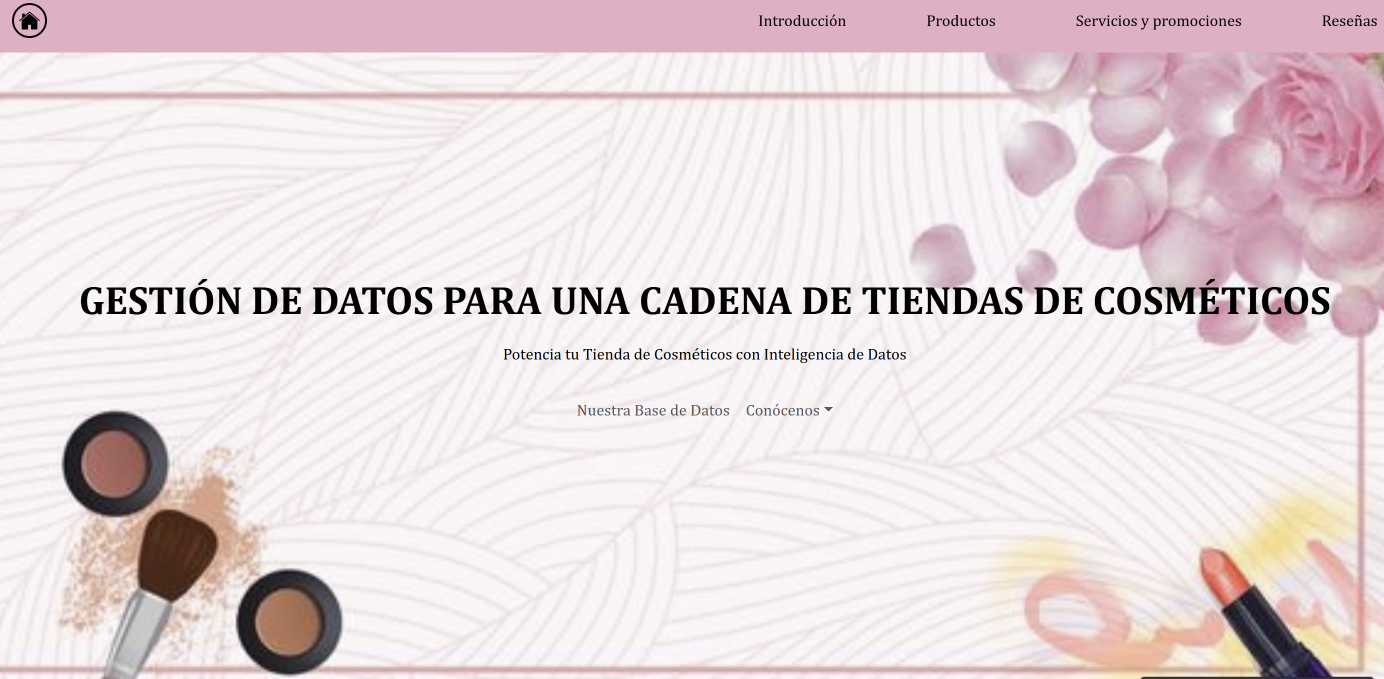 Introducción Productos Servicios y promociones Reseñas
GESTIÓN DE DATOS PARA UNA CADENA DE TIENDAS DE COSMÉTICOS
Potencia tu Tienda de Cosméticos con Inteligencia de Datos
Nuestra Base de Datos Conócenos